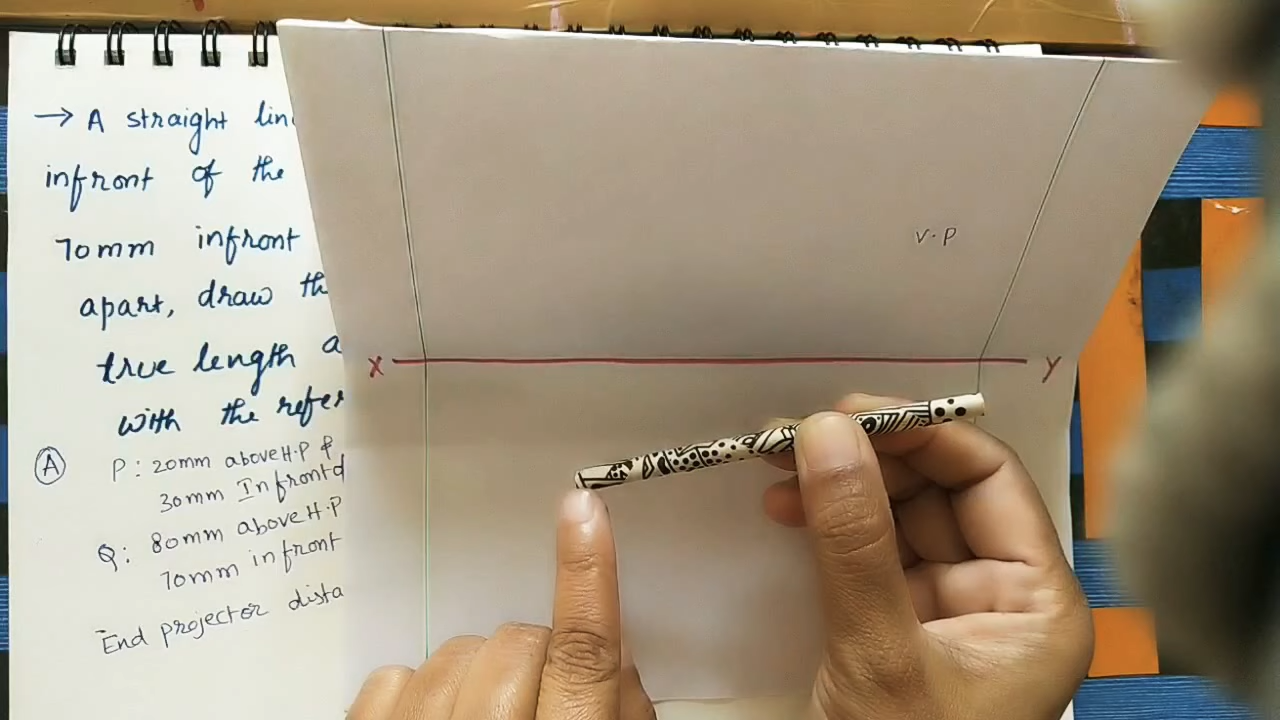 → A straight lin
infront of the
70mm infront
apart, draw th
true length a
with the refer
A P: 20mm above H.P &
30mm Infront
Q: 80mm above H.P
70mm infront
End projector dista
V.P
X Y